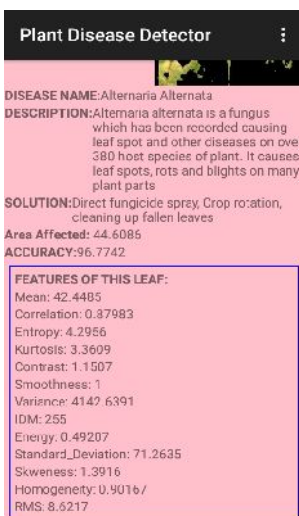 Plant Disease Detector
DISEASE NAME:Alternaria Alternata
DESCRIPTION:Alternaria alternata is a fungus
which has been recorded causing
leaf spot and other diseases on ove
380 host species of plant. It causes
leaf spots, rots and blights on many
plant parts
SOLUTION:Direct fungicide spray, Crop rotation,
cleaning up fallen leaves
Area Affected: 44.6086
ACCURACY:96.7742
FEATURES OF THIS LEAF:
Mean: 42.4485
Correlation: 0.87983
Entropy: 4.2956
Kurtosis: 3.3609
Contrast: 1.1507
Smoothness: 1
Variance: 4142.6391
IDM: 255
Energy: 0.49207
Standard_Deviation: 71.2635
Skweness: 1.3916
Homogeneity: 0.90167
RMS: 8.6217